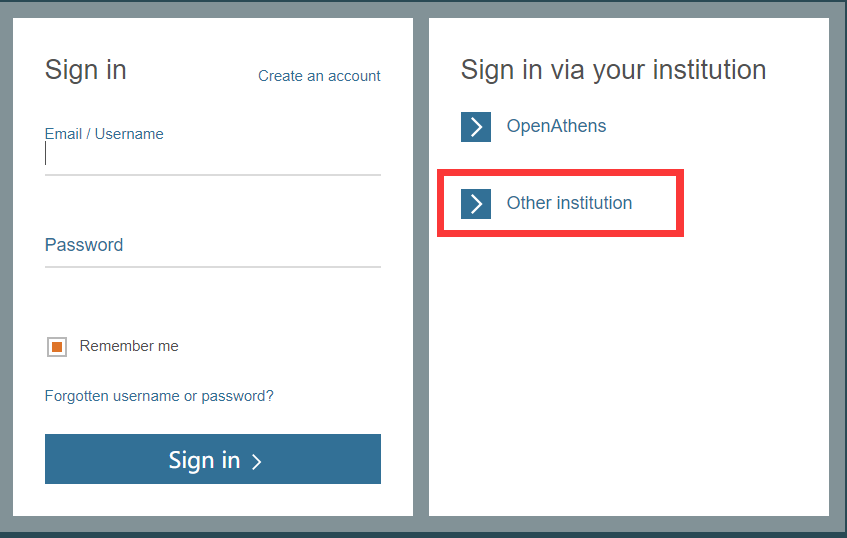 Sign in
Create an account
Email / Username
Password
Remember me
Forgotten username or password?
Sign in
Sign in via your institution
OpenAthens
Other institution